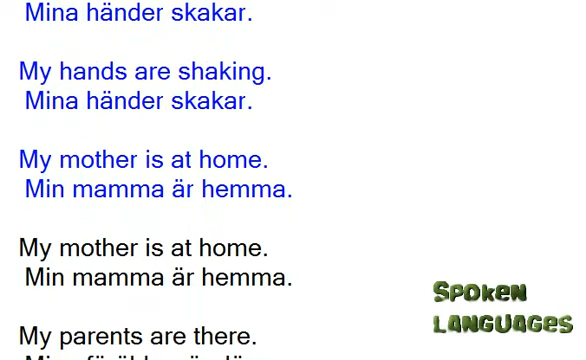 Mina händer skakar.
My hands are shaking.
Mina händer skakar.
My mother is at home.
Min mamma är hemma.
My mother is at home.
Min mamma är hemma.
My parents are there.
Spoken
Languages